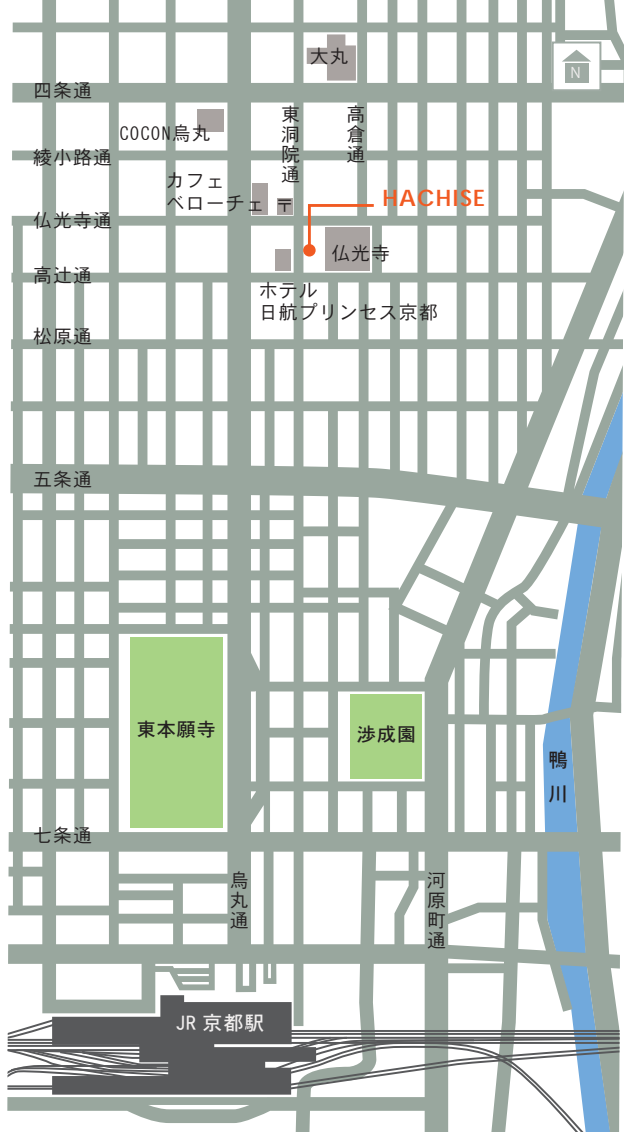 大丸
N
四条通
東洞院通
高倉通
COCON烏丸
綾小路通
カフェ
ベローチェ
〒
HACHISE
仏光寺通
仏光寺
高辻通
ホテル
日航プリンセス京都
松原通
五条通
東本願寺
渉成園
鴨川
七条通
烏丸通
河原町通
JR 京都駅